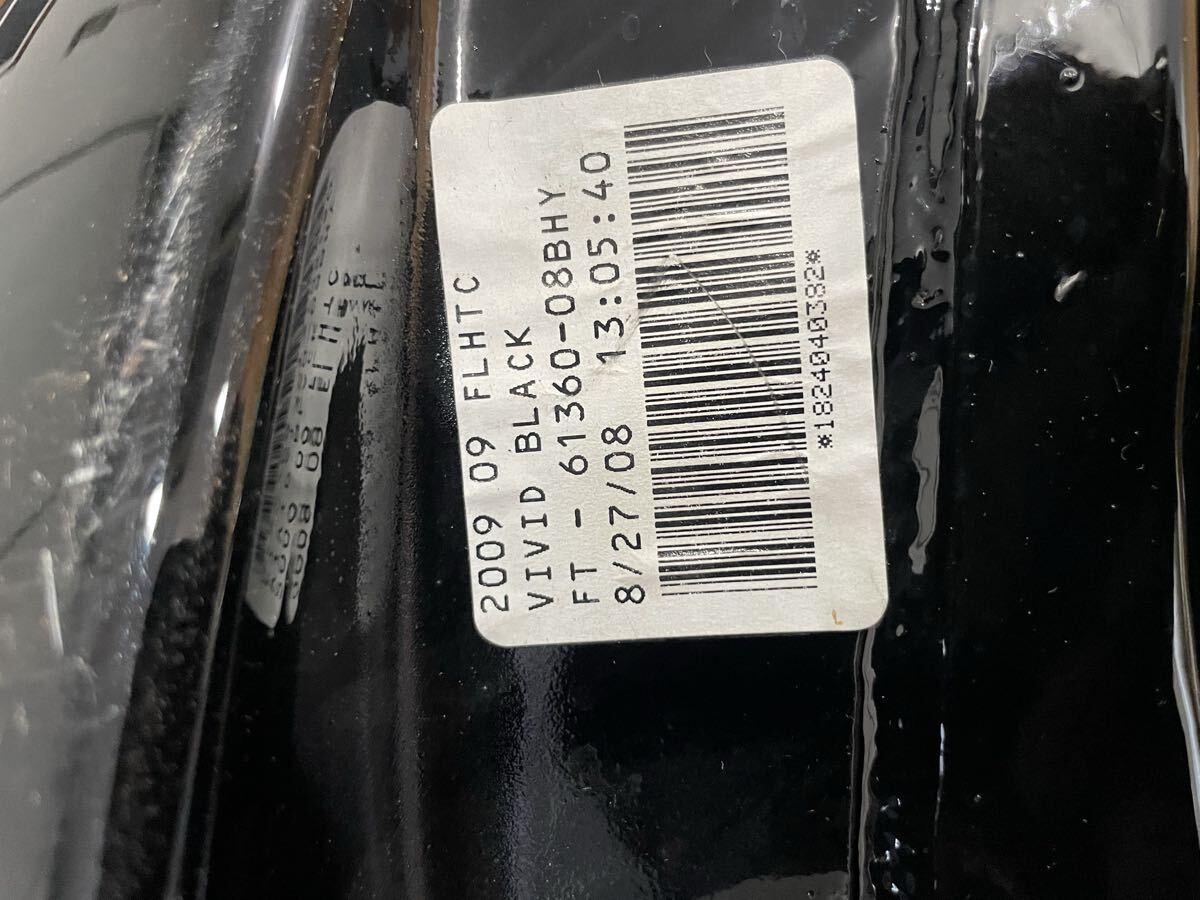 2009 09 FLHTC
VIVID BLACK
FT - 61360-08BHY
8/27/08 13:05:40
*182404038​2*